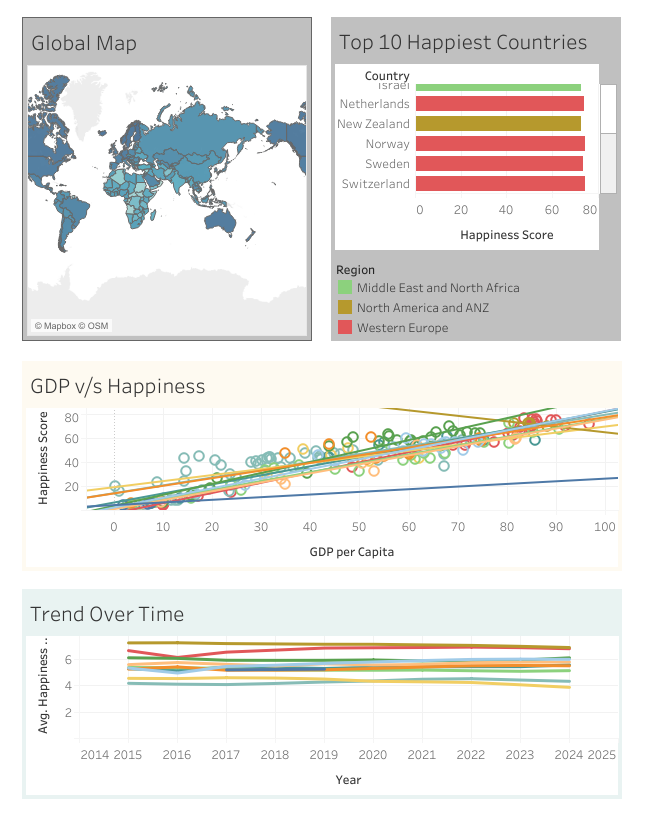 Global Map
© Mapbox © OSM
Top 10 Happiest Countries
Country
Israel
Netherlands
New Zealand
Norway
Sweden
Switzerland
0 20 40 60 80
Happiness Score
Region
Middle East and North Africa
North America and ANZ
Western Europe
GDP v/s Happiness
Happiness Score
80
60
40
20
0 10 20 30 40 50 60 70 80 90 100
GDP per Capita
Trend Over Time
Avg. Happiness ..
6
4
2
2014 2015 2016 2017 2018 2019 2020 2021 2022 2023 2024 2025
Year